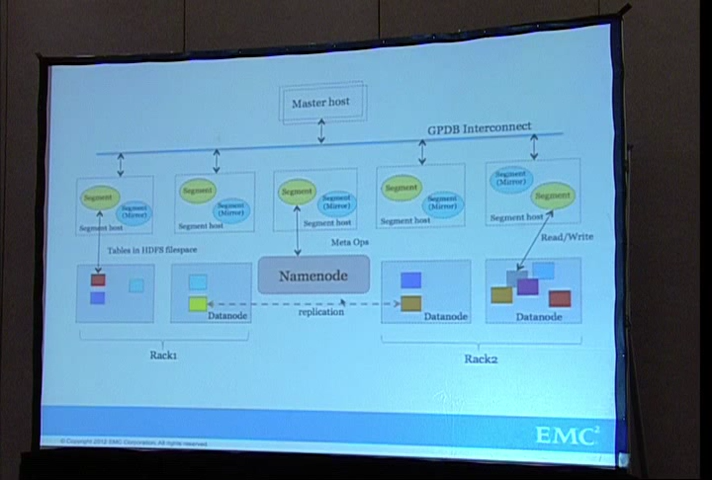 Master host
GPDB Interconnect
Segment
Segment (Mirror)
Segment host
Segment
Segment (Mirror)
Segment host
Segment
Segment (Mirror)
Segment host
Segment
Segment (Mirror)
Segment host
Segment (Mirror)
Segment
Segment host
Tables in HDFS filespace
Meta Ops
Read/Write
Namenode
replication
Datanode
Datanode
Datanode
Rack1
Rack2
© Copyright 2012 EMC Corporation. All rights reserved.
EMC²